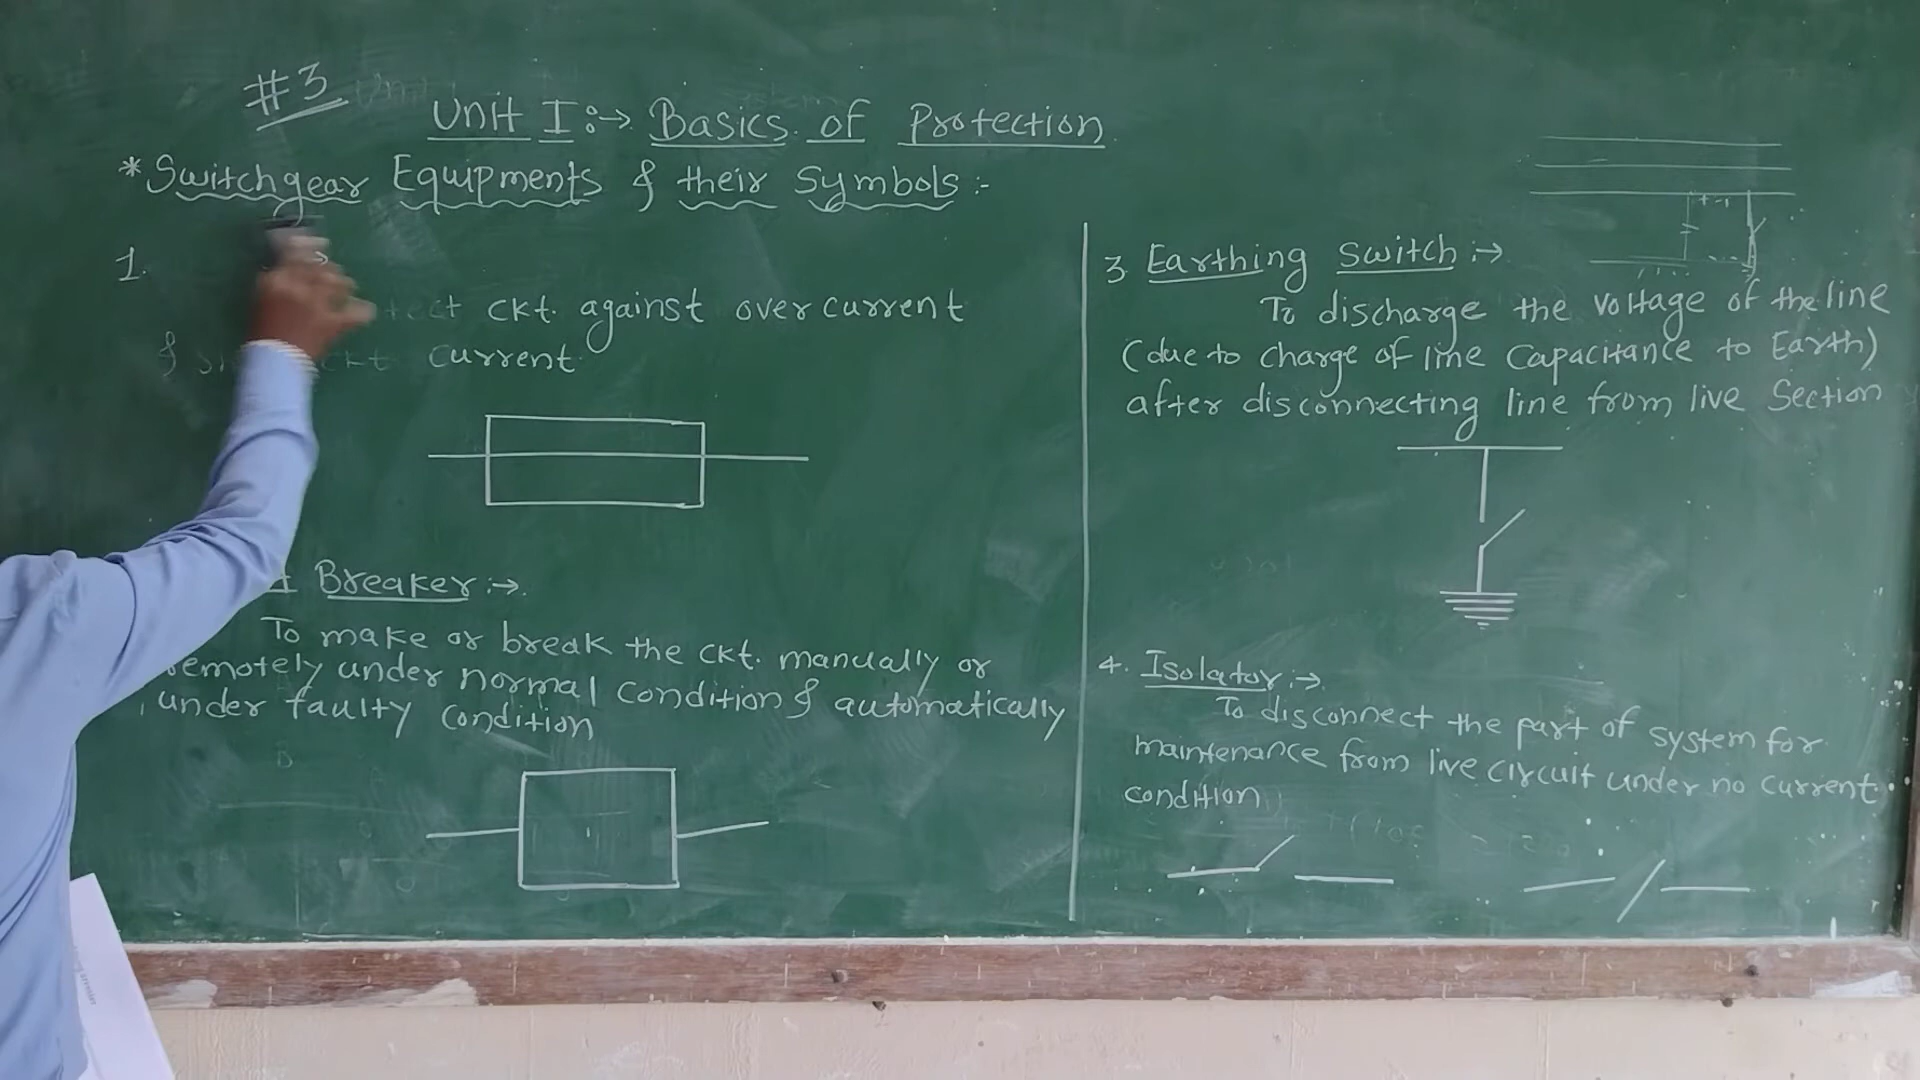 #3
Unit I:→ Basics of Protection
*Switchgear Equipments & their Symbols :-
1.
ckt. against over current
& ckt current.
Breaker :→
To make or break the ckt. manually or
remotely under normal condition & automatically
under faulty condition
3 Earthing Switch :→
To discharge the voltage of the line
(due to charge of line capacitance to Earth)
after disconnecting line from live Section
4. Isolator :→
To disconnect the part of system for
maintenance from live circuit under no current
condition